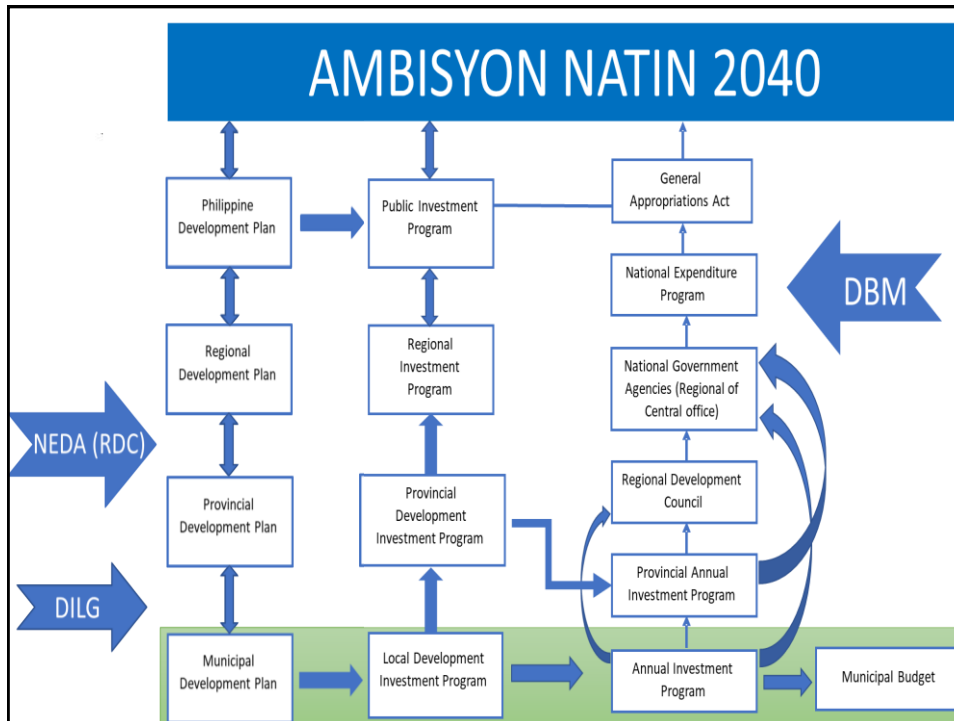 AMBISYON NATIN 2040
Philippine
Development Plan
Public Investment
Program
General
Appropriations Act
National Expenditure
Program
DBM
Regional
Development Plan
Regional
Investment
Program
National Government
Agencies (Regional of
Central office)
NEDA (RDC)
Provincial
Development Plan
Provincial
Development
Investment Program
Regional Development
Council
Provincial Annual
Investment Program
DILG
Municipal
Development Plan
Local Development
Investment Program
Annual Investment
Program
Municipal Budget